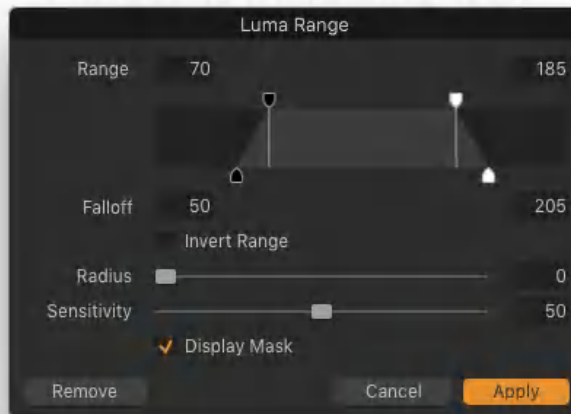 Luma Range
Range 70 185
Falloff 50 205
Invert Range
Radius 0
Sensitivity 50
Display Mask
Remove Cancel Apply